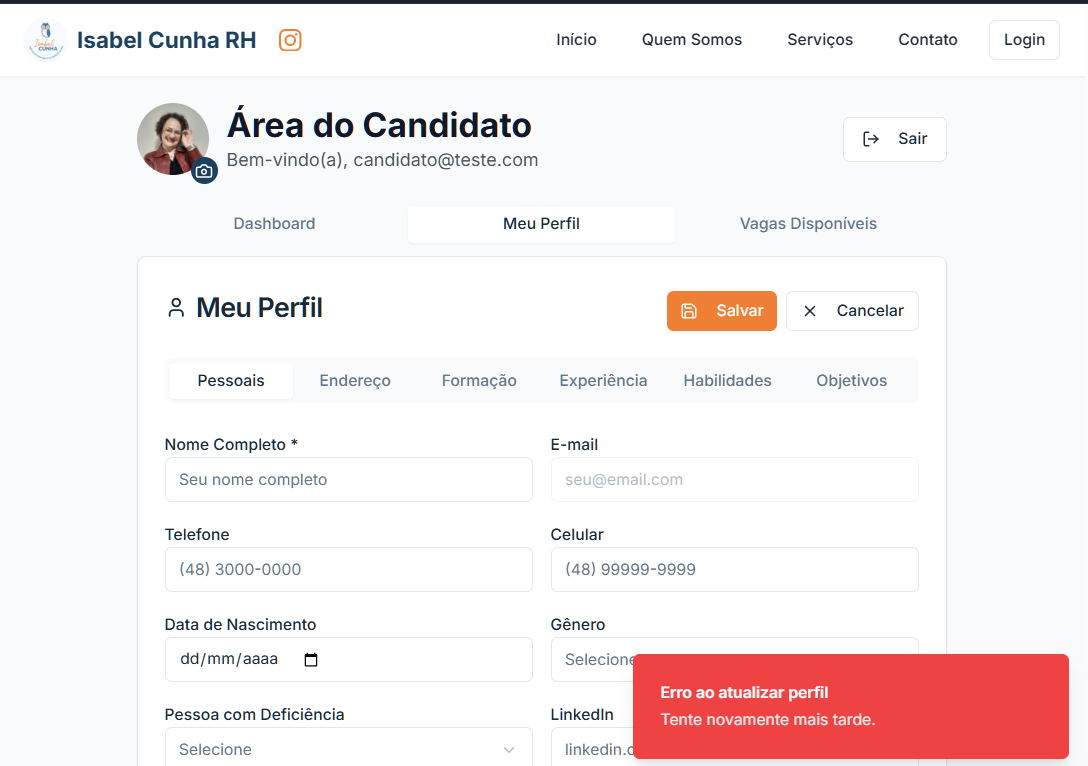 Isabel CUNHA
Isabel Cunha RH
Início
Quem Somos
Serviços
Contato
Login
Área do Candidato
Bem-vindo(a), candidato@teste.com
Sair
Dashboard
Meu Perfil
Vagas Disponíveis
Meu Perfil
Salvar
Cancelar
Pessoais
Endereço
Formação
Experiência
Habilidades
Objetivos
Nome Completo *
E-mail
Seu nome completo
seu@email.com
Telefone
Celular
(48) 3000-0000
(48) 99999-9999
Data de Nascimento
Gênero
dd/mm/aaaa
Selecione
Pessoa com Deficiência
LinkedIn
Selecione
linkedin.c
Erro ao atualizar perfil
Tente novamente mais tarde.